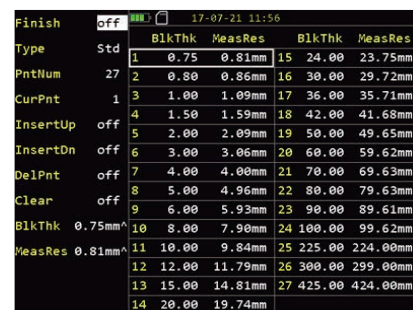 Finish off
Type Std
PntNum 27
CurPnt 1
InsertUp off
InsertDn off
DelPnt off
Clear off
BlkThk 0.75mm^
MeasRes 0.81mm^
17-07-21 11:56
BlkThk MeasRes BlkThk MeasRes
1 0.75 0.81mm 15 24.00 23.75mm
2 0.80 0.86mm 16 30.00 29.72mm
3 1.00 1.09mm 17 36.00 35.71mm
4 1.50 1.59mm 18 42.00 41.68mm
5 2.00 2.09mm 19 50.00 49.65mm
6 3.00 3.06mm 20 60.00 59.62mm
7 4.00 4.00mm 21 70.00 69.63mm
8 5.00 4.96mm 22 80.00 79.63mm
9 6.00 5.93mm 23 90.00 89.61mm
10 8.00 7.90mm 24 100.00 99.62mm
11 10.00 9.84mm 25 225.00 224.00mm
12 12.00 11.79mm 26 300.00 299.00mm
13 15.00 14.81mm 27 425.00 424.00mm
14 20.00 19.74mm